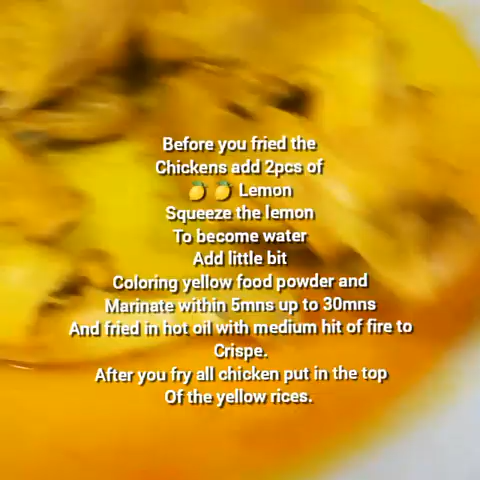 Before you fried the
Chickens add 2pcs of
🍋 🍋 Lemon
Squeeze the lemon
To become water
Add little bit
Coloring yellow food powder and
Marinate within 5mns up to 30mns
And fried in hot oil with medium hit of fire to
Crispe.
After you fry all chicken put in the top
Of the yellow rices.